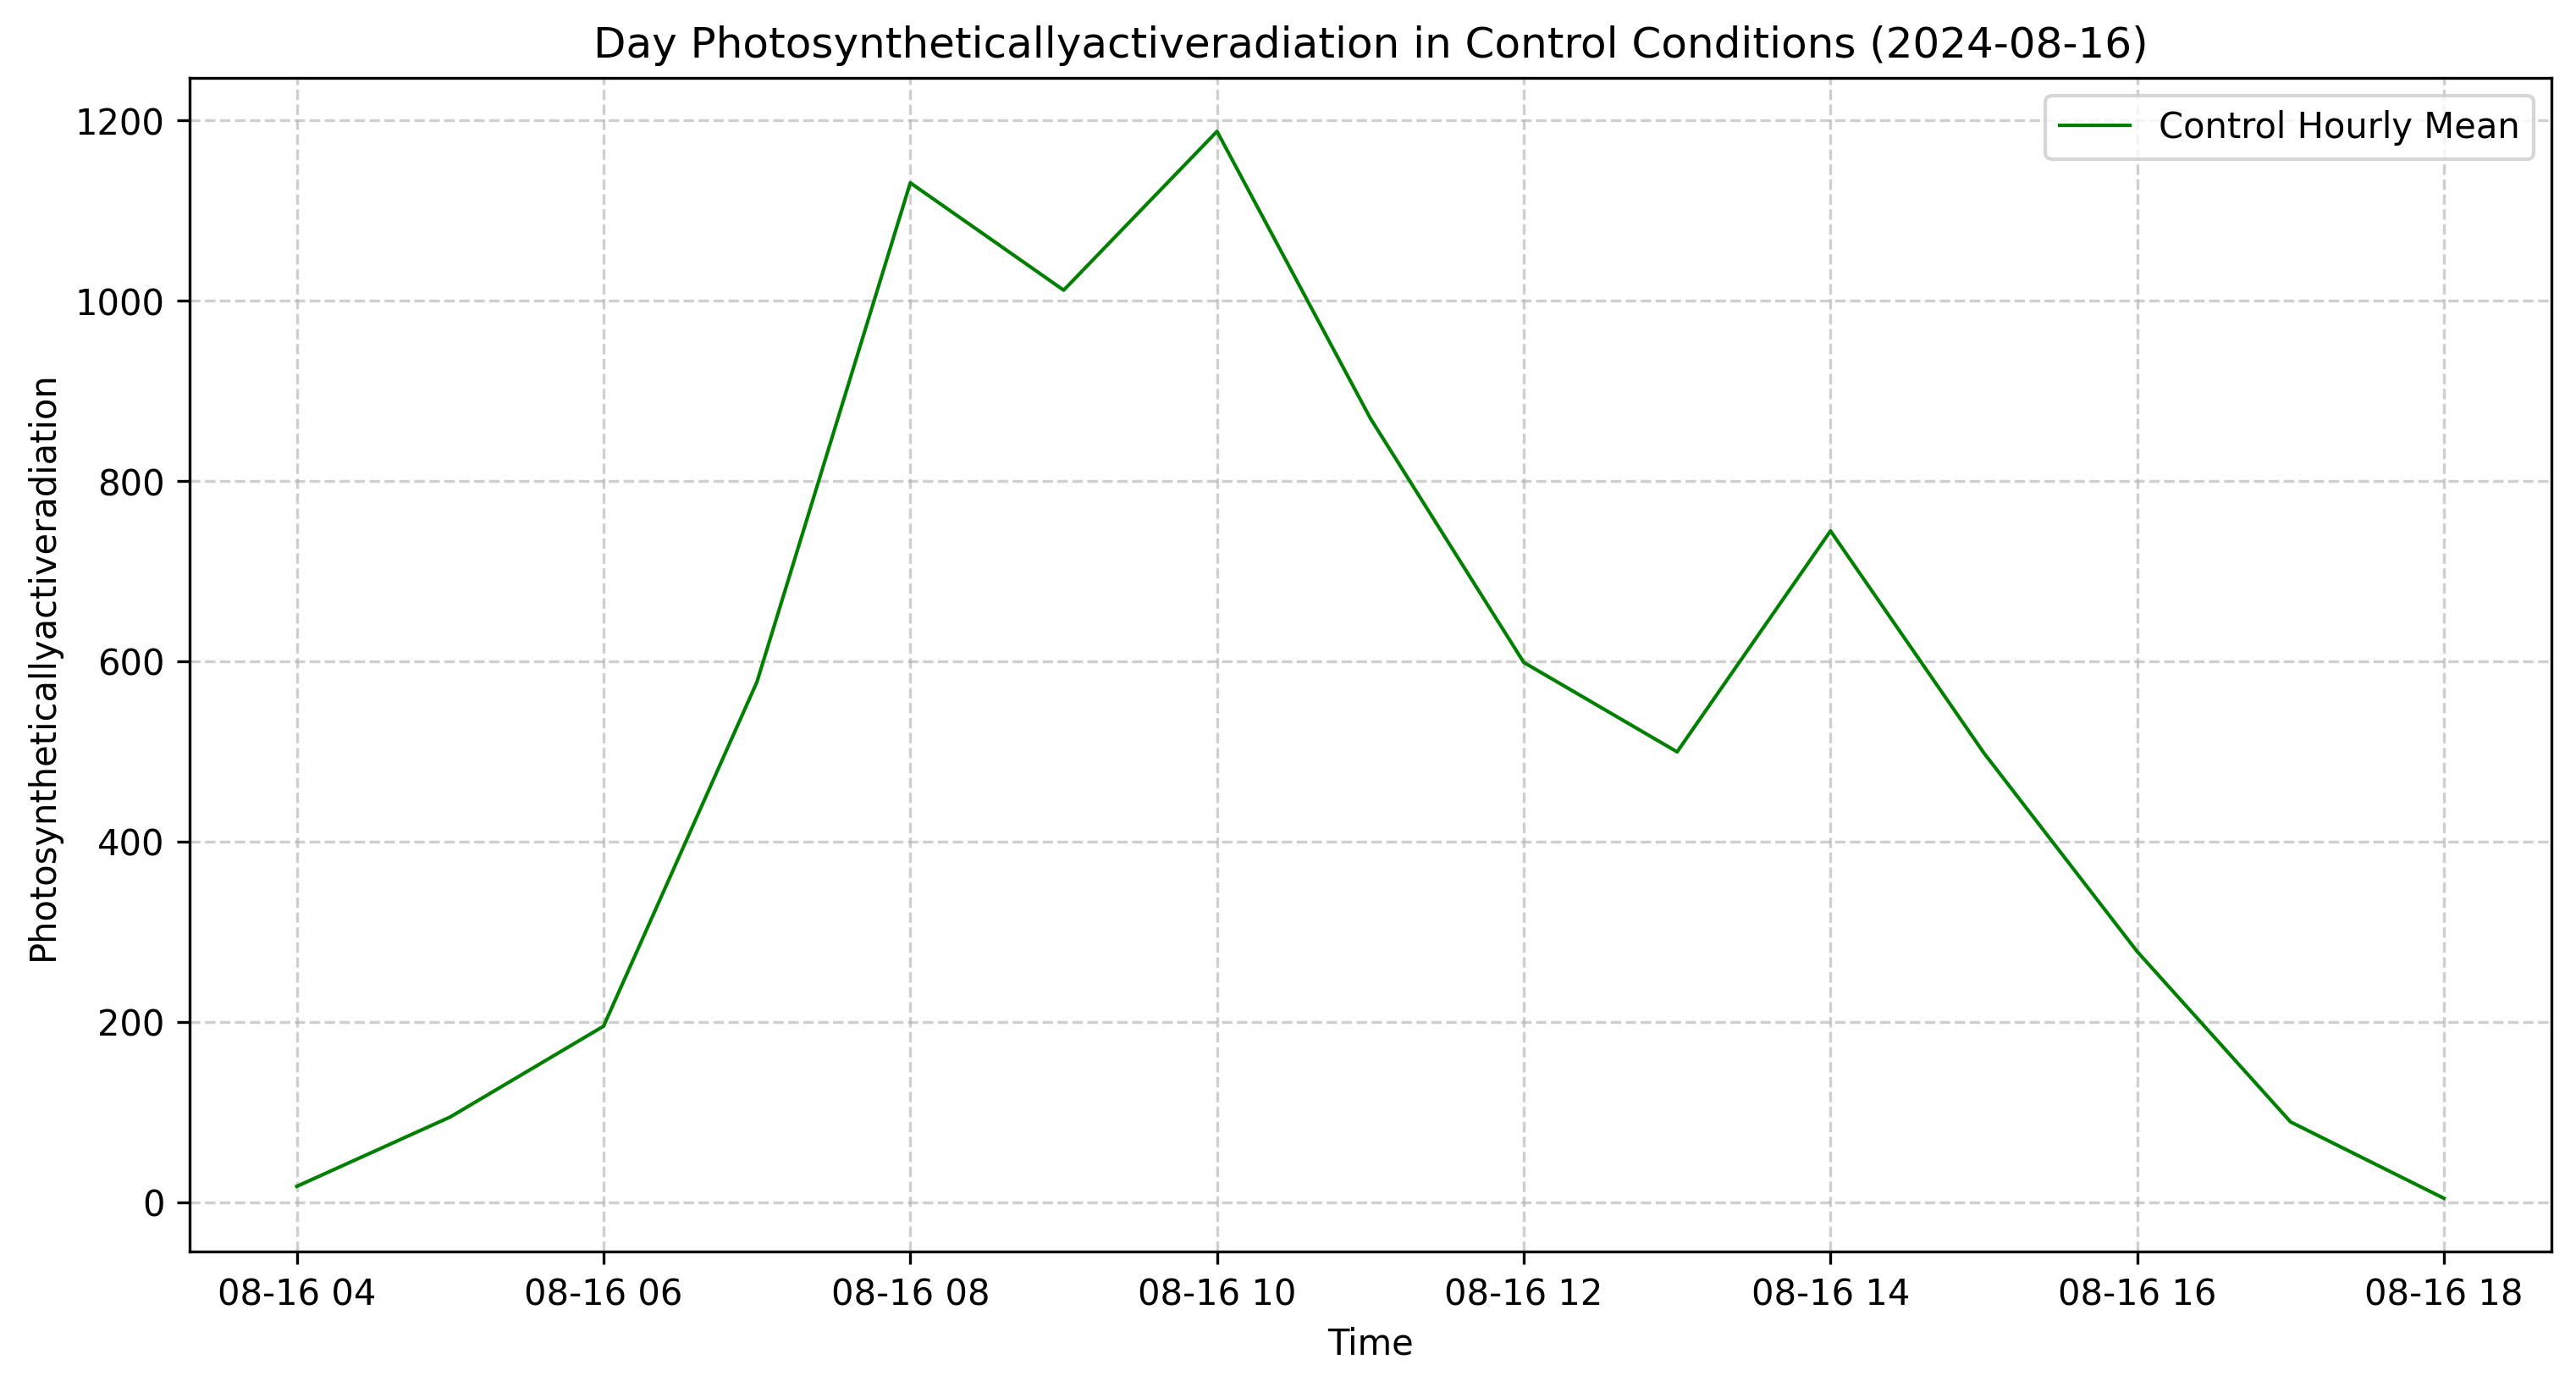 Day Photosyntheticallyactiveradiation in Control Conditions (2024-08-16)
Control Hourly Mean
Photosyntheticallyactiveradiation
1200
1000
800
600
400
200
0
08-16 04 08-16 06 08-16 08 08-16 10 08-16 12 08-16 14 08-16 16 08-16 18
Time